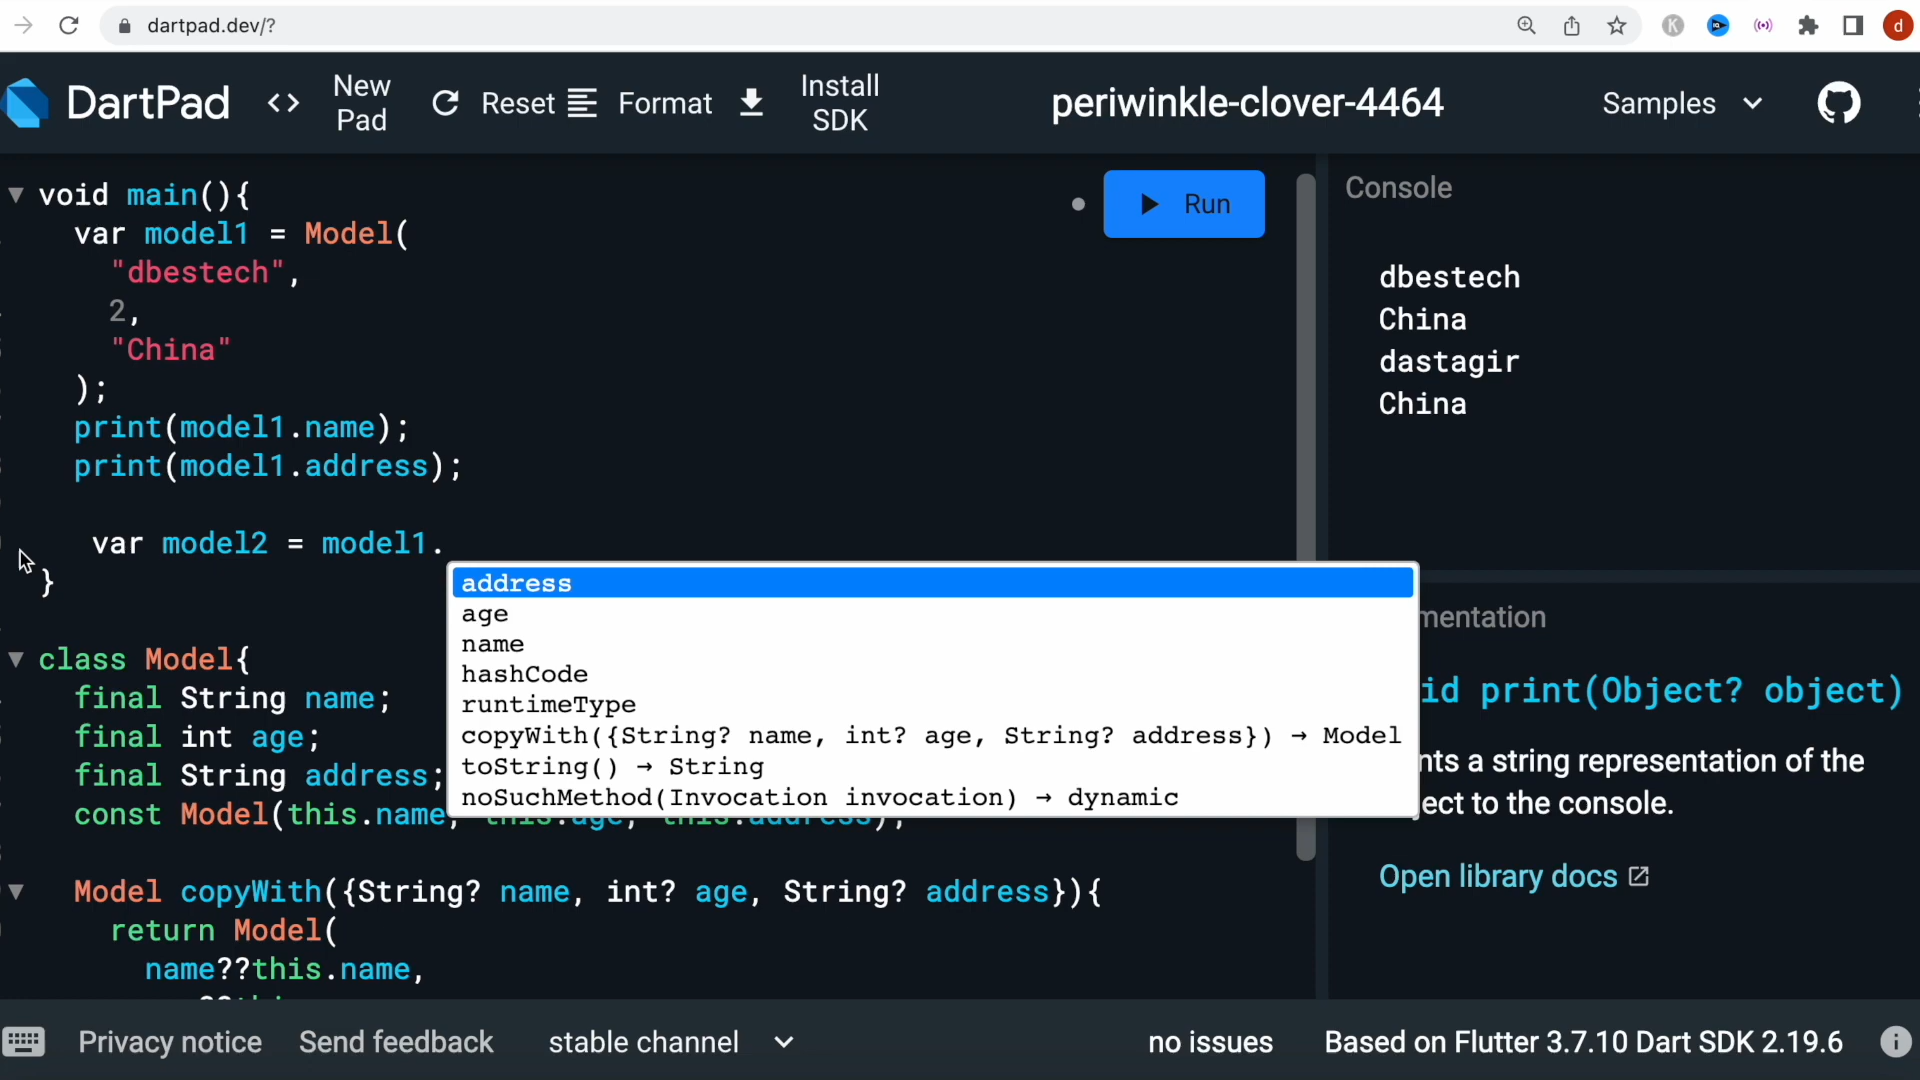 dartpad.dev/?
K
d
DartPad
<> New Pad
Reset
Format
Install SDK
periwinkle-clover-4464
Samples
void main(){
var model1 = Model(
"dbestech",
2,
"China"
);
print(model1.name);
print(model1.address);
var model2 = model1.
}
address
age
name
hashCode
runtimeType
copyWith({String? name, int? age, String? address}) → Model
toString() → String
noSuchMethod(Invocation invocation) → dynamic
class Model{
final String name;
final int age;
final String address;
const Model(this.name, this.age, this.address);
Model copyWith({String? name, int? age, String? address}){
return Model(
name??this.name,
Run
Console
dbestech
China
dastagir
China
mentation
id print(Object? object)
nts a string representation of the
ect to the console.
Open library docs
Privacy notice
Send feedback
stable channel
no issues
Based on Flutter 3.7.10 Dart SDK 2.19.6